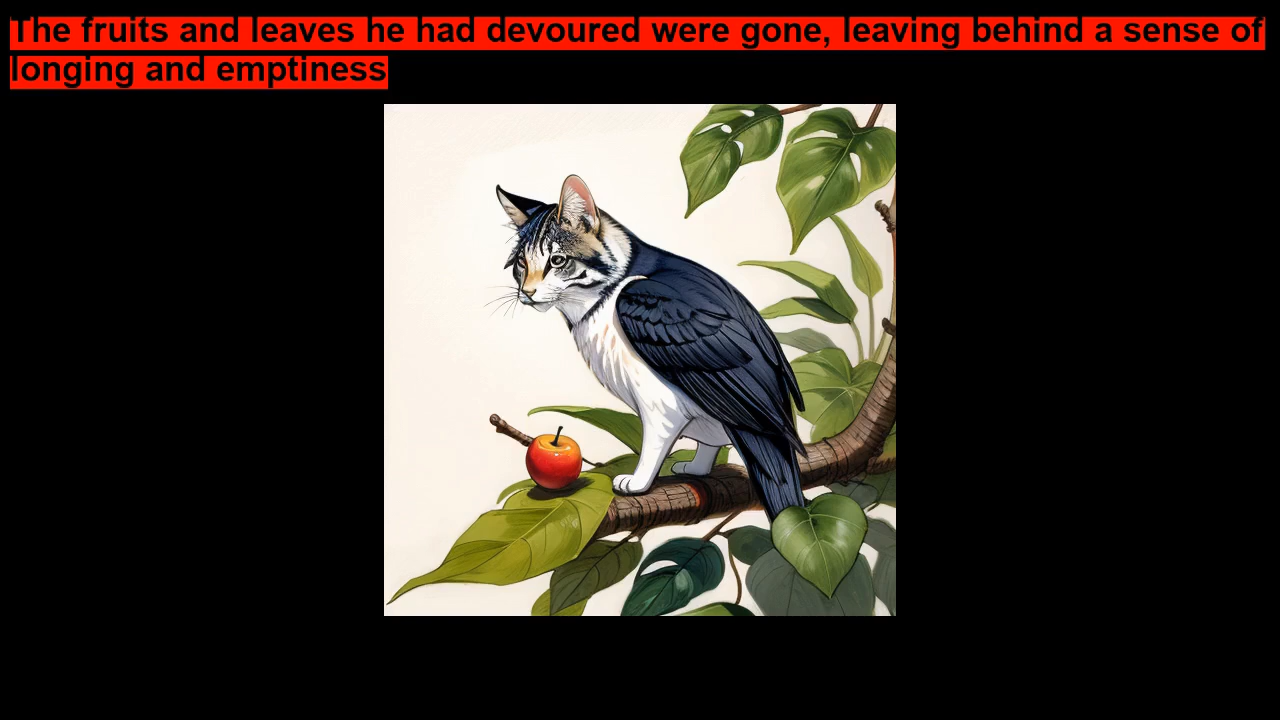 The fruits and leaves he had devoured were gone, leaving behind a sense of
longing and emptiness